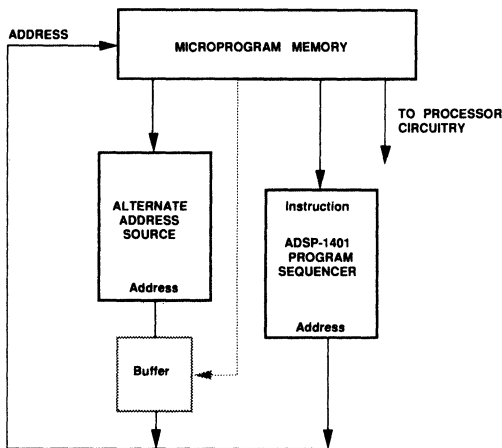 ADDRESS
MICROPROGRAM MEMORY
TO PROCESSOR
CIRCUITRY
ALTERNATE
ADDRESS
SOURCE
Address
Buffer
Instruction
ADSP-1401
PROGRAM
SEQUENCER
Address